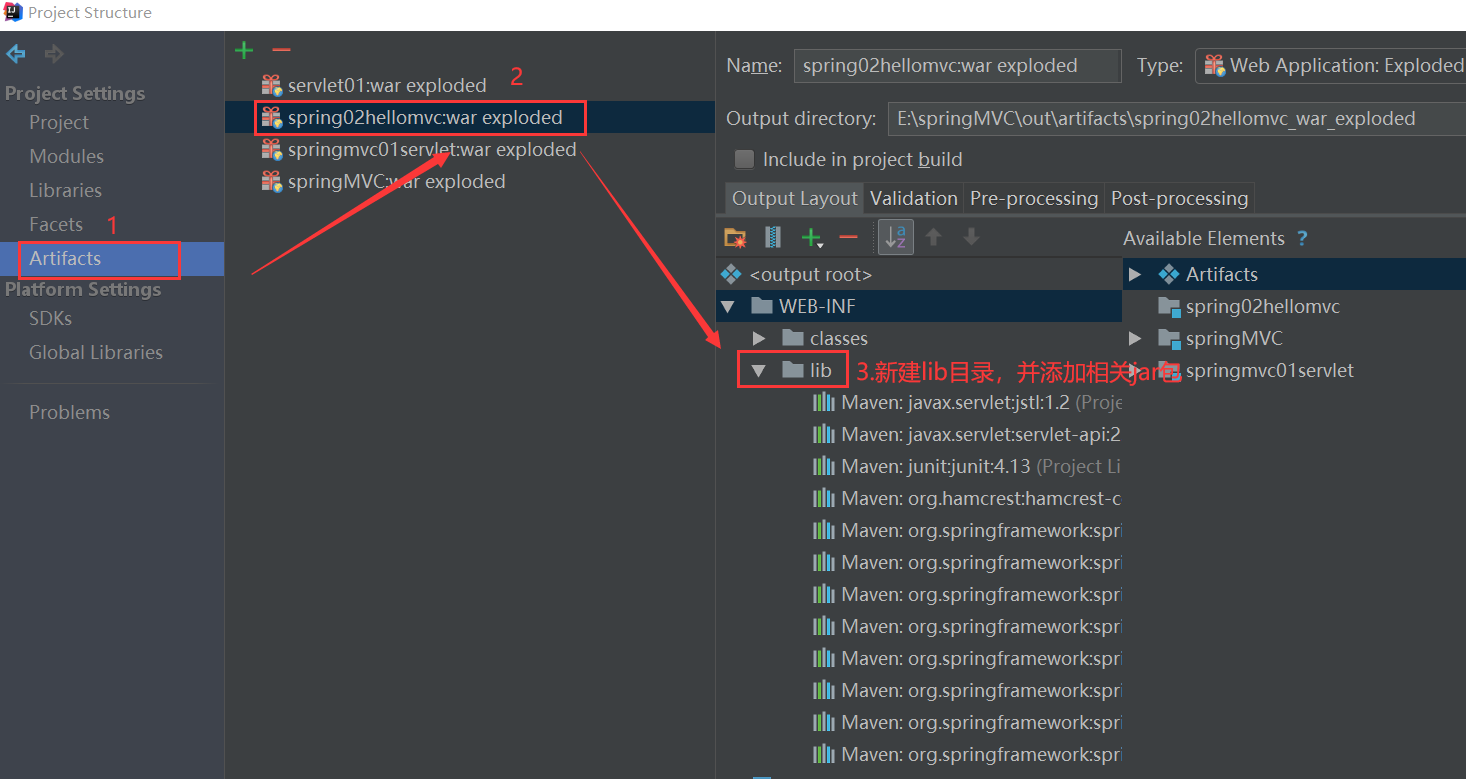 Project Structure
Project Settings
Project
Modules
Libraries
Facets
1
Artifacts
Platform Settings
SDKs
Global Libraries
Problems
servlet01:war exploded
2
spring02hellomvc:war exploded
springmvc01servlet:war exploded
springMVC:war exploded
Name: spring02hellomvc:war exploded Type: Web Application: Exploded
Output directory: E:\springMVC\out\artifacts\spring02hellomvc_war_exploded
Include in project build
Output Layout Validation Pre-processing Post-processing
Available Elements ?
<output root>
WEB-INF
classes
lib
3.新建lib目录，并添加相关jar包
Maven: javax.servlet:jstl:1.2 (Proje
Maven: javax.servlet:servlet-api:2
Maven: junit:junit:4.13 (Project Li
Maven: org.hamcrest:hamcrest-c
Maven: org.springframework:spri
Maven: org.springframework:spri
Maven: org.springframework:spri
Maven: org.springframework:spri
Maven: org.springframework:spri
Maven: org.springframework:spri
Maven: org.springframework:spri
Maven: org.springframework:spri
Artifacts
spring02hellomvc
springMVC
springmvc01servlet